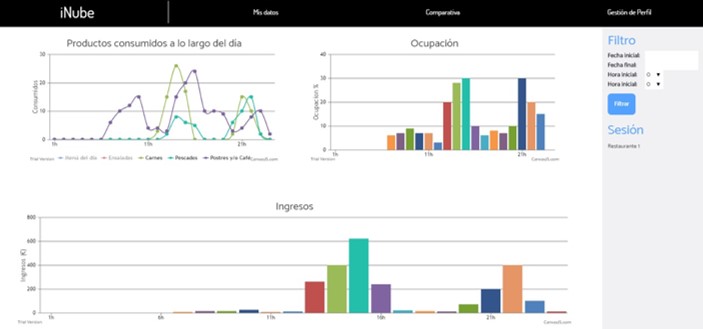 iNube
Mis datos
Comparativa
Gestión de Perfil
Productos consumidos a lo largo del dia
Consumidos
30
20
10
0
1h
11h
21h
Trial Version
Menú del día
Ensaladas
Carnes
Pescados
Postres y/o Café
CanvasJS.com
Ocupación
Ocupacion %
40
30
20
10
0
1h
11h
21h
Trial Version
CanvasJS.com
Ingresos
Ingresos (€)
800
600
400
200
0
1h
6h
11h
16h
21h
Trial Version
CanvasJS.com
Filtro
Fecha inicial:
Fecha final:
Hora inicial: 0
Hora inicial: 0
Filtrar
Sesión
Restaurante 1